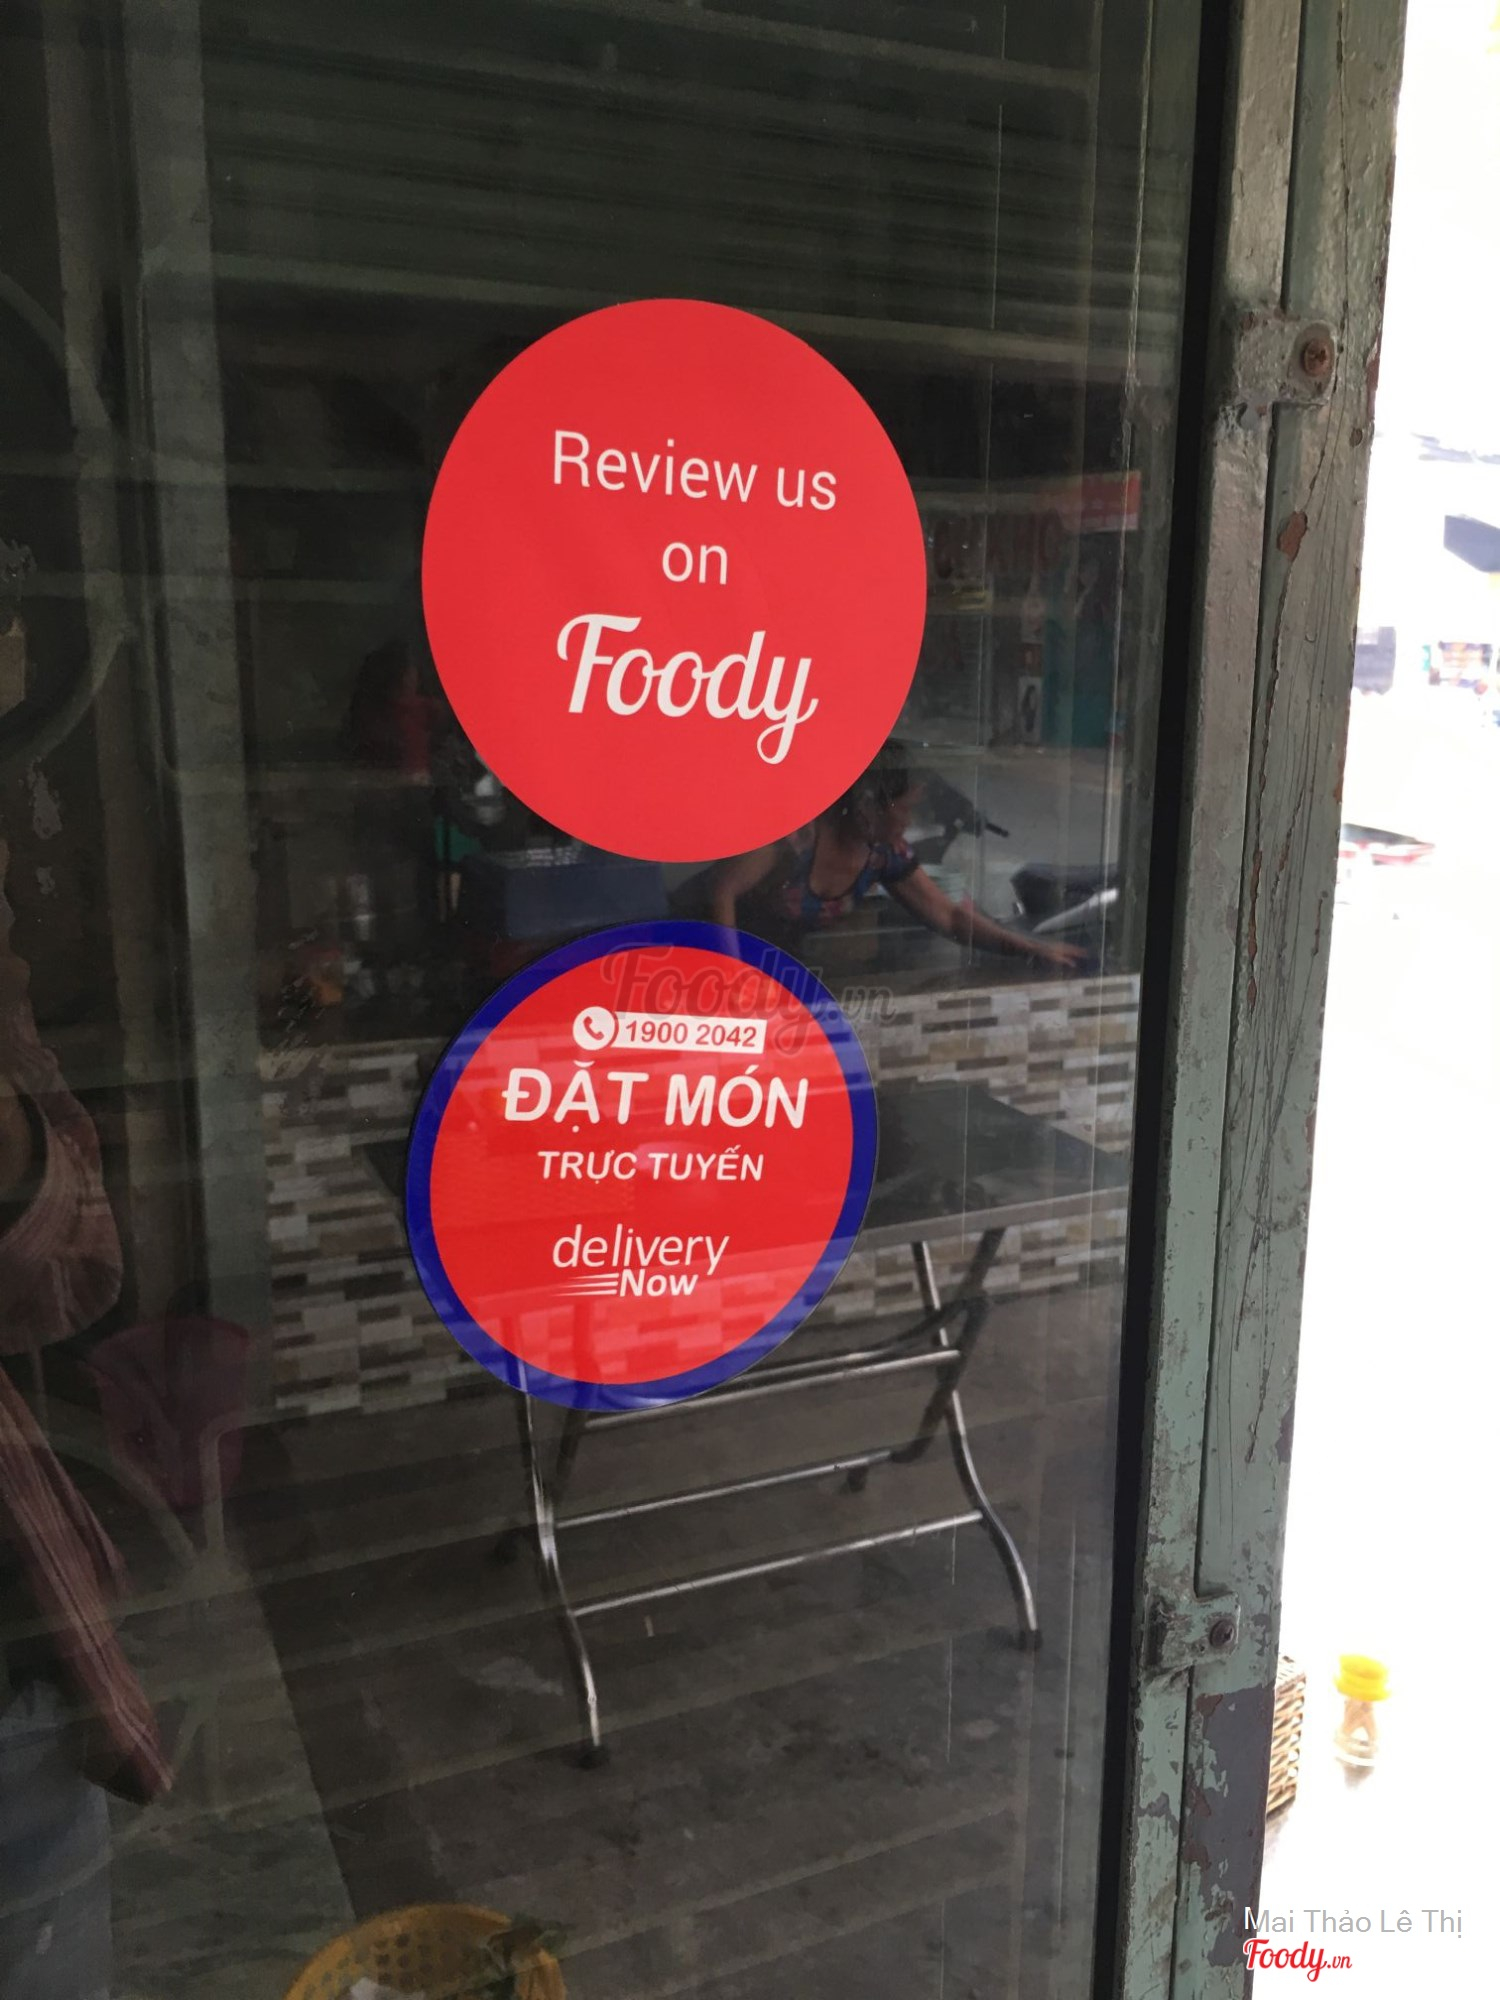 Review us
on
Foody
Foody.vn
1900 2042
ĐẶT MÓN
TRỰC TUYẾN
delivery
Now
Mai Thảo Lê Thị
Foody.vn